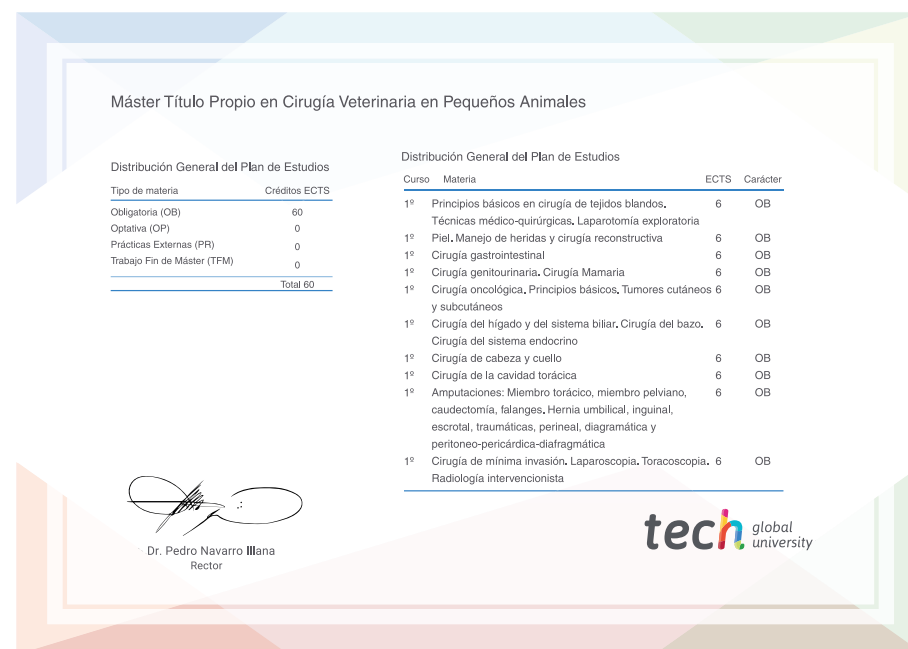 Máster Título Propio en Cirugía Veterinaria en Pequeños Animales
Distribución General del Plan de Estudios
Tipo de materia Créditos ECTS
Obligatoria (OB) 60
Optativa (OP) 0
Prácticas Externas (PR) 0
Trabajo Fin de Máster (TFM) 0
Total 60
Distribución General del Plan de Estudios
Curso Materia ECTS Carácter
1º Principios básicos en cirugía de tejidos blandos. 6 OB
Técnicas médico-quirúrgicas. Laparotomía exploratoria
1º Piel. Manejo de heridas y cirugía reconstructiva 6 OB
1º Cirugía gastrointestinal 6 OB
1º Cirugía genitourinaria. Cirugía Mamaria 6 OB
1º Cirugía oncológica. Principios básicos. Tumores cutáneos 6 OB
y subcutáneos
1º Cirugía del hígado y del sistema biliar. Cirugía del bazo. 6 OB
Cirugía del sistema endocrino
1º Cirugía de cabeza y cuello 6 OB
1º Cirugía de la cavidad torácica 6 OB
1º Amputaciones: Miembro torácico, miembro pelviano, 6 OB
caudectomía, falanges. Hernia umbilical, inguinal,
escrotal, traumáticas, perineal, diagramática y
peritoneo-pericárdica-diafragmática
1º Cirugía de mínima invasión. Laparoscopia. Toracoscopia. 6 OB
Radiología intervencionista
Dr. Pedro Navarro Illana
Rector
tech global
university